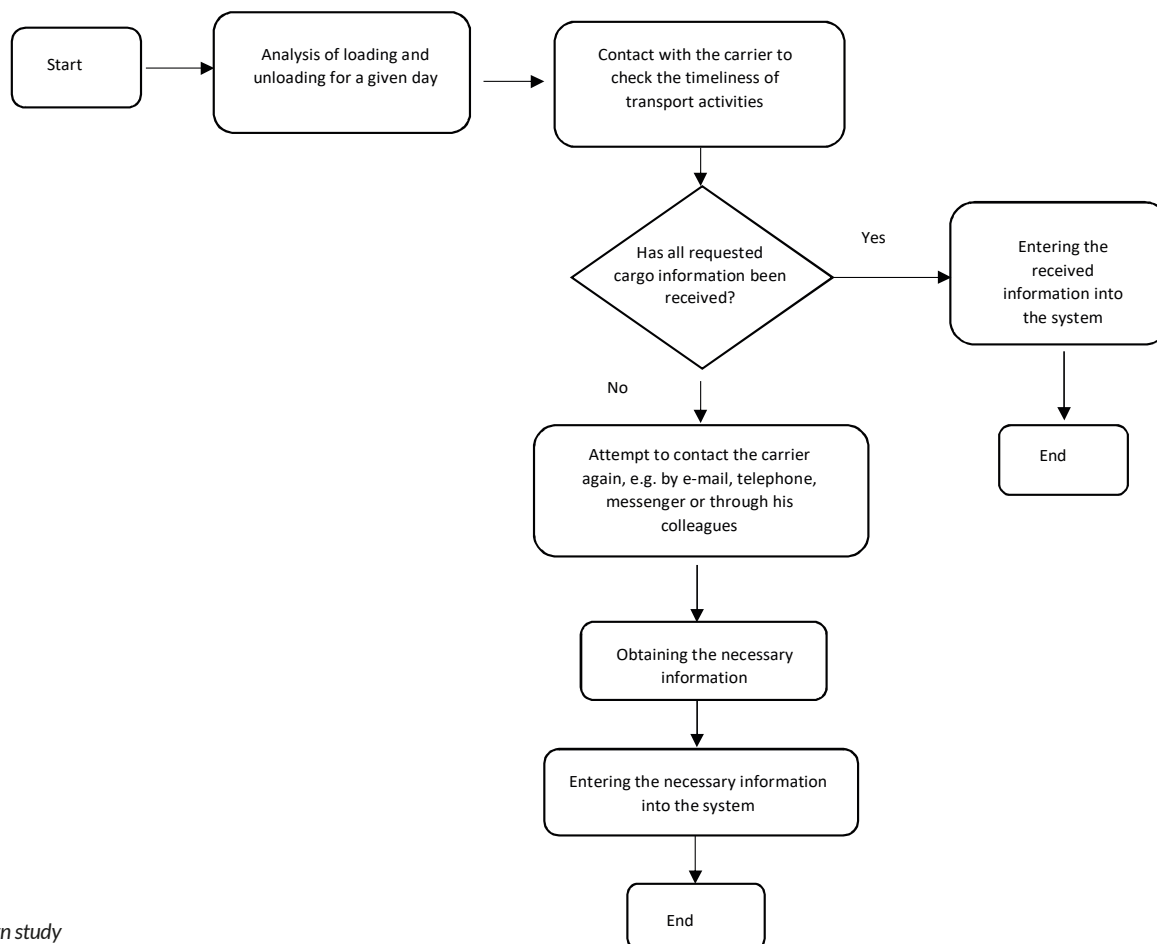 Start
Analysis of loading and
unloading for a given day
Contact with the carrier to
check the timeliness of
transport activities
Has all requested
cargo information been
received?
Yes
Entering the
received
information into
the system
End
No
Attempt to contact the carrier
again, e.g. by e-mail, telephone,
messenger or through his
colleagues
Obtaining the necessary
information
Entering the necessary information
into the system
End
study